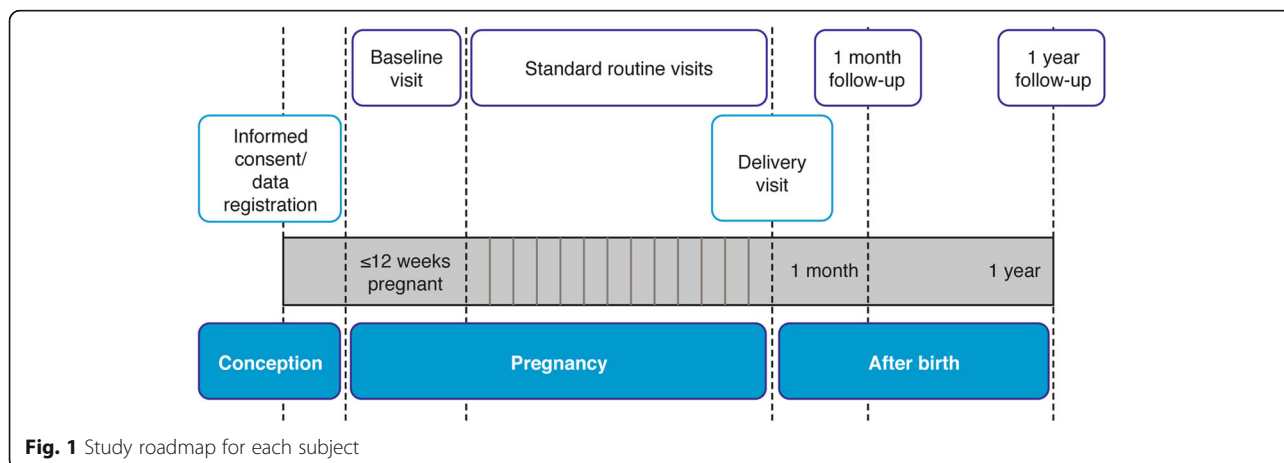 Baseline
visit
Standard routine visits
1 month
follow-up
1 year
follow-up
Informed
consent/
data
registration
Delivery
visit
≤12 weeks
pregnant
1 month
1 year
Conception
Pregnancy
After birth
Fig. 1 Study roadmap for each subject